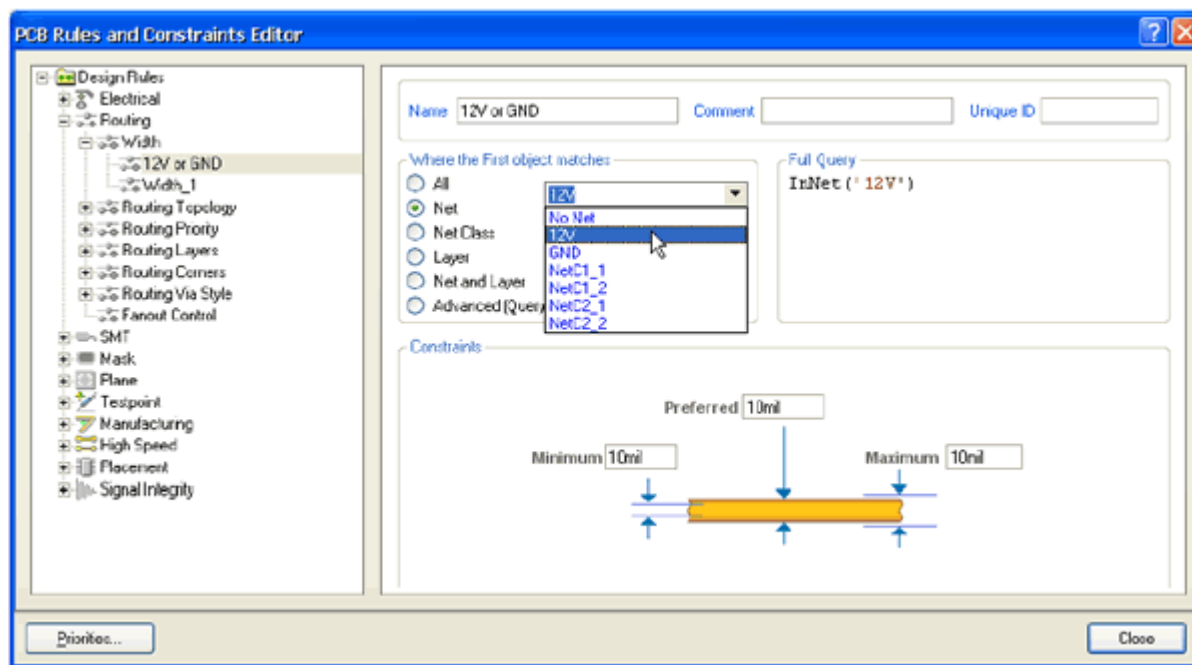 PCB Rules and Constraints Editor
Design Rules
Electrical
Routing
Width
12V or GND
Width_1
Routing Topology
Routing Priority
Routing Layers
Routing Corners
Routing Via Style
Fanout Control
SMT
Mask
Plane
Testpoint
Manufacturing
High Speed
Placement
Signal Integrity
Name 12V or GND Comment Unique ID
Where the First object matches
All
Net
Net Class
Layer
Net and Layer
Advanced (Query
12V
No Net
12V
GND
NetC1_1
NetC1_2
NetC2_1
NetC2_2
Full Query
InNet('12V')
Constraints
Preferred 10mil
Minimum 10mil
Maximum 10mil
Priorities...
Close